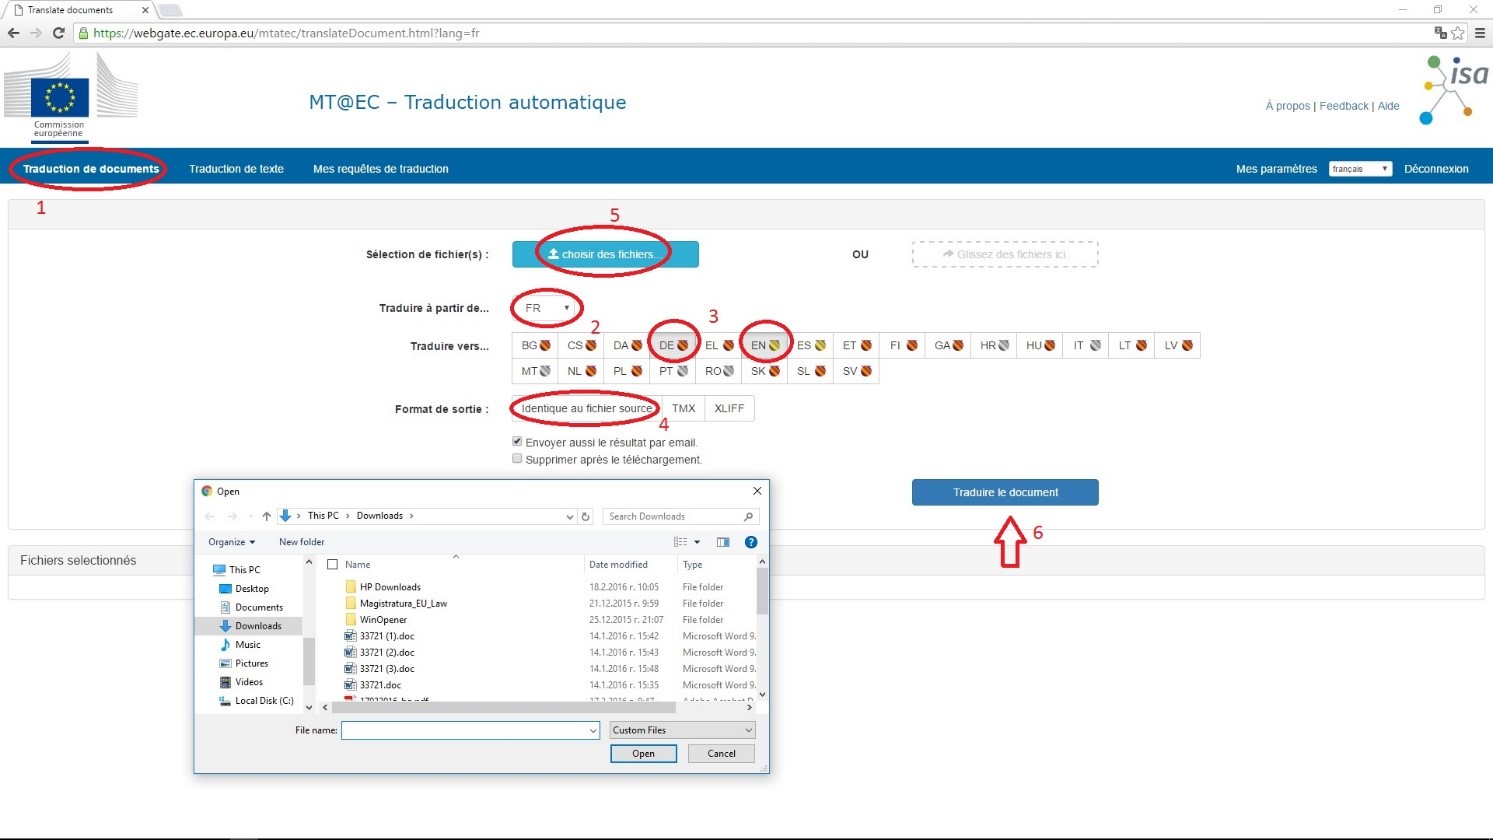 Translate documents
https://webgate.ec.europa.eu/mtatec/translateDocument.html?lang=fr
Commission
européenne
MT@EC – Traduction automatique
À propos | Feedback | Aide
isa
Traduction de documents Traduction de texte Mes requêtes de traduction Mes paramètres français Déconnexion
1
5
Sélection de fichier(s) : choisir des fichiers... OU Glissez des fichiers ici.
Traduire à partir de... FR
2 3
Traduire vers... BG CS DA DE EL EN ES ET FI GA HR HU IT LT LV
MT NL PL PT RO SK SL SV
Format de sortie : Identique au fichier source TMX XLIFF
4
Envoyer aussi le résultat par email.
Supprimer après le téléchargement.
Traduire le document
6
Fichiers selectionnés
Open
This PC > Downloads > Search Downloads
Organize New folder
Name Date modified Type
This PC
Desktop
Documents
Downloads
Music
Pictures
Videos
Local Disk (C:)
HP Downloads 18.2.2016 г. 10:05 File folder
Magistratura_EU_Law 21.12.2015 г. 9:59 File folder
WinOpener 25.12.2015 г. 21:07 File folder
33721 (1).doc 14.1.2016 г. 15:42 Microsoft Word 9.
33721 (2).doc 14.1.2016 г. 15:43 Microsoft Word 9.
33721 (3).doc 14.1.2016 г. 15:48 Microsoft Word 9.
33721.doc 14.1.2016 г. 15:35 Microsoft Word 9.
File name: Custom Files
Open Cancel